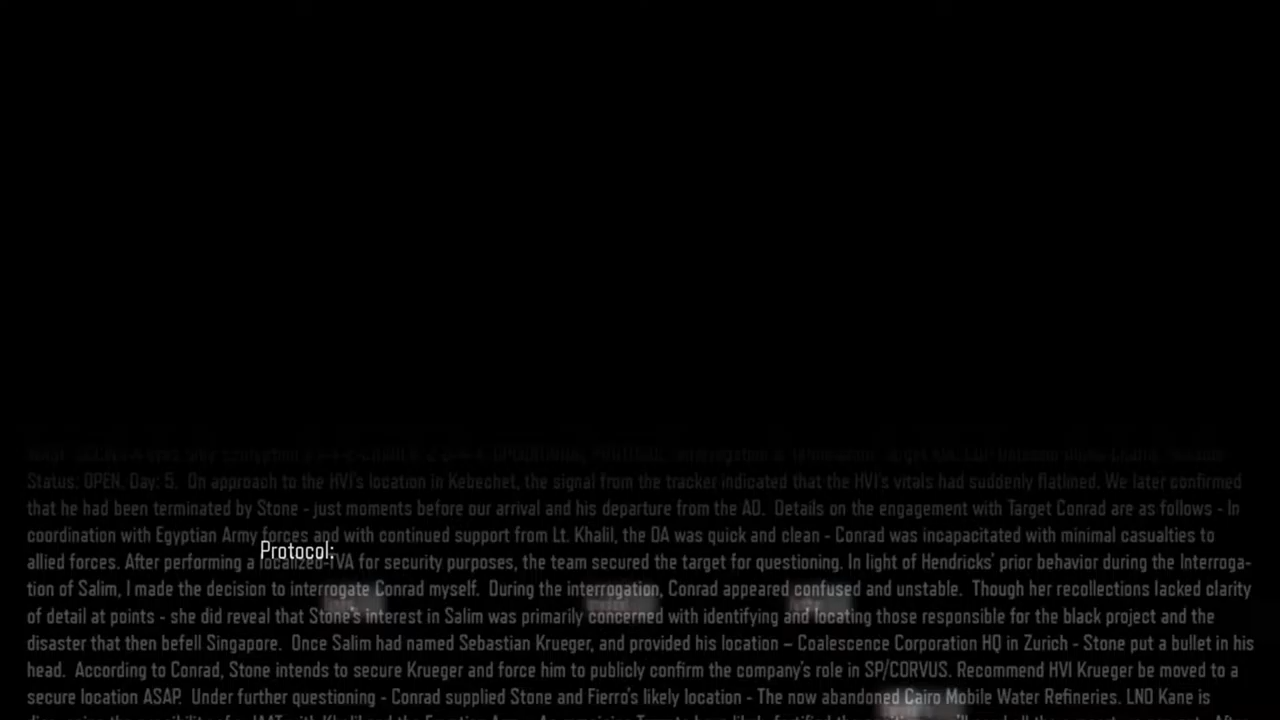 Status: OPEN. Day: 5. On approach to the HVI's location in Kebechet, the signal from the tracker indicated that the HVI's vitals had suddenly flatlined. We later confirmed
that he had been terminated by Stone - just moments before our arrival and his departure from the AO. Details on the engagement with Target Conrad are as follows - In
coordination with Egyptian Army forces and with continued support from Lt. Khalil, the DA was quick and clean - Conrad was incapacitated with minimal casualties to
Protocol:
allied forces. After performing a localized-IVA for security purposes, the team secured the target for questioning. In light of Hendricks' prior behavior during the Interroga-
tion of Salim, I made the decision to interrogate Conrad myself. During the interrogation, Conrad appeared confused and unstable. Though her recollections lacked clarity
of detail at points - she did reveal that Stone's interest in Salim was primarily concerned with identifying and locating those responsible for the black project and the
disaster that then befell Singapore. Once Salim had named Sebastian Krueger, and provided his location – Coalescence Corporation HQ in Zurich - Stone put a bullet in his
head. According to Conrad, Stone intends to secure Krueger and force him to publicly confirm the company's role in SP/CORVUS. Recommend HVI Krueger be moved to a
secure location ASAP. Under further questioning - Conrad supplied Stone and Fierro's likely location - The now abandoned Cairo Mobile Water Refineries. LNO Kane is